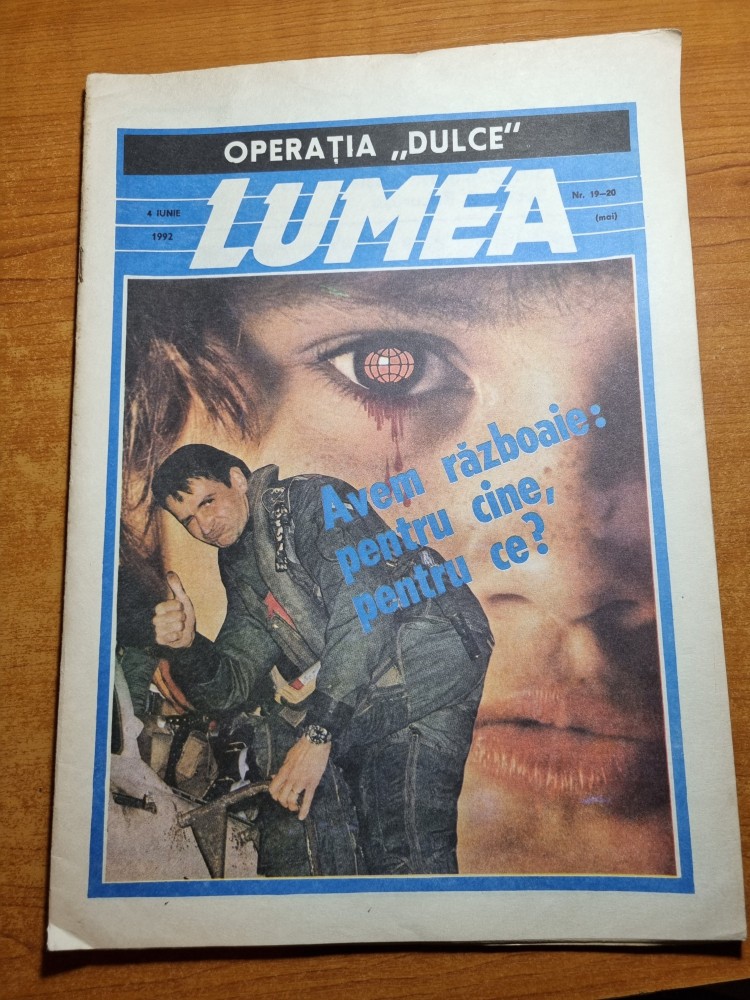 OPERAȚIA „DULCE"
LUMEA
4 IUNIE
1992
Nr. 19—20
(mai)
Avem războaie:
pentru cine,
pentru ce?